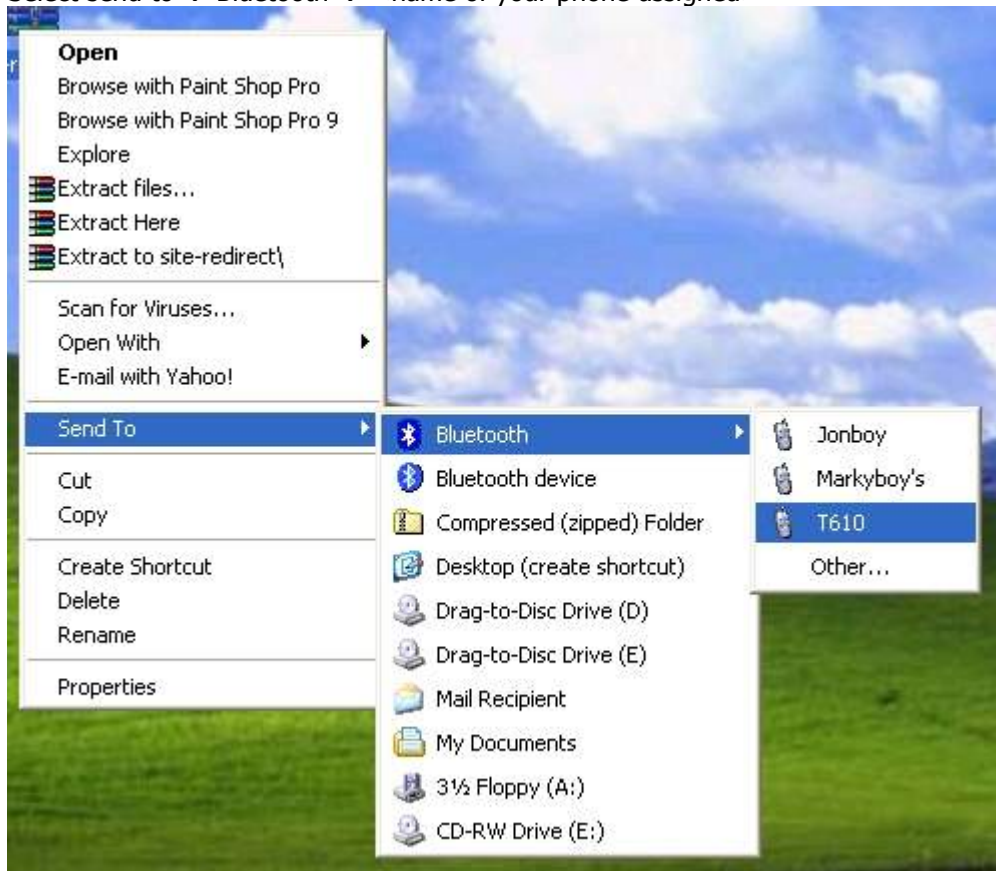 Open
Browse with Paint Shop Pro
Browse with Paint Shop Pro 9
Explore
Extract files...
Extract Here
Extract to site-redirect\
Scan for Viruses...
Open With
E-mail with Yahoo!
Send To
Cut
Copy
Create Shortcut
Delete
Rename
Properties
Bluetooth
Bluetooth device
Compressed (zipped) Folder
Desktop (create shortcut)
Drag-to-Disc Drive (D)
Drag-to-Disc Drive (E)
Mail Recipient
My Documents
3½ Floppy (A:)
CD-RW Drive (E:)
Jonboy
Markyboy's
T610
Other...